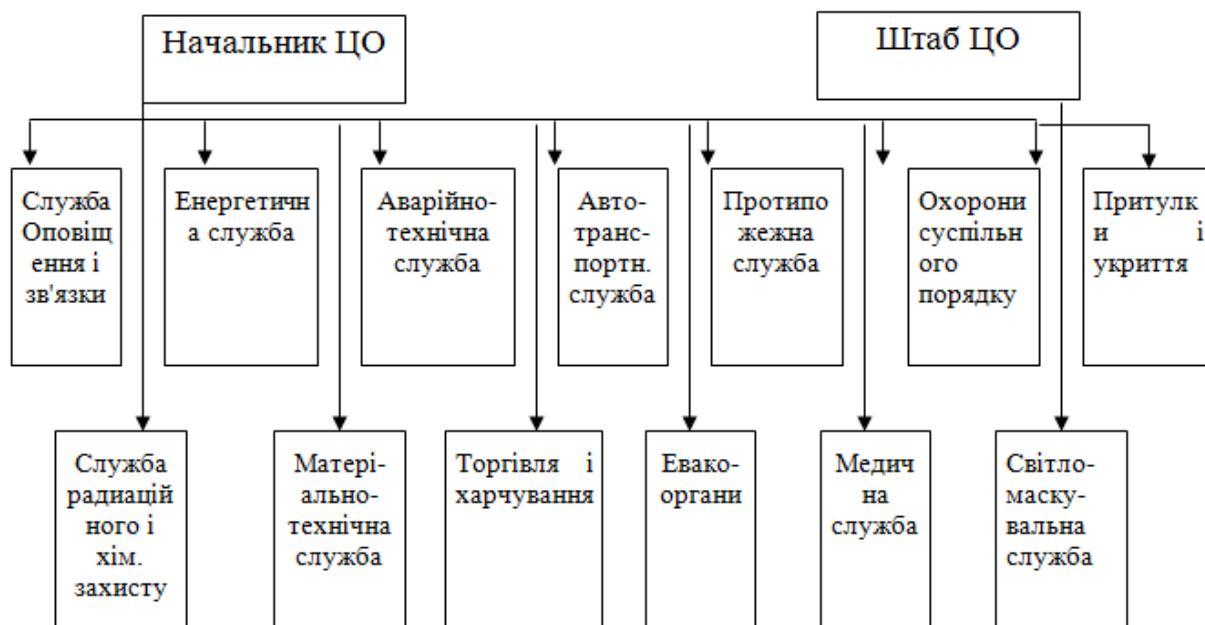 Начальник ЦО
Штаб ЦО
Служба
Оповіщ
ення і
зв'язки
Енергетичн
а служба
Аварійно-
технічна
служба
Авто-
транс-
портн.
служба
Протипо
жежна
служба
Охорони
суспільн
ого
порядку
Притулк
и і
укриття
Служба
радиацій
ного і
хім.
захисту
Матері-
ально-
технічна
служба
Торгівля і
харчування
Евако-
органи
Медич
на
служба
Світло-
маску-
вальна
служба